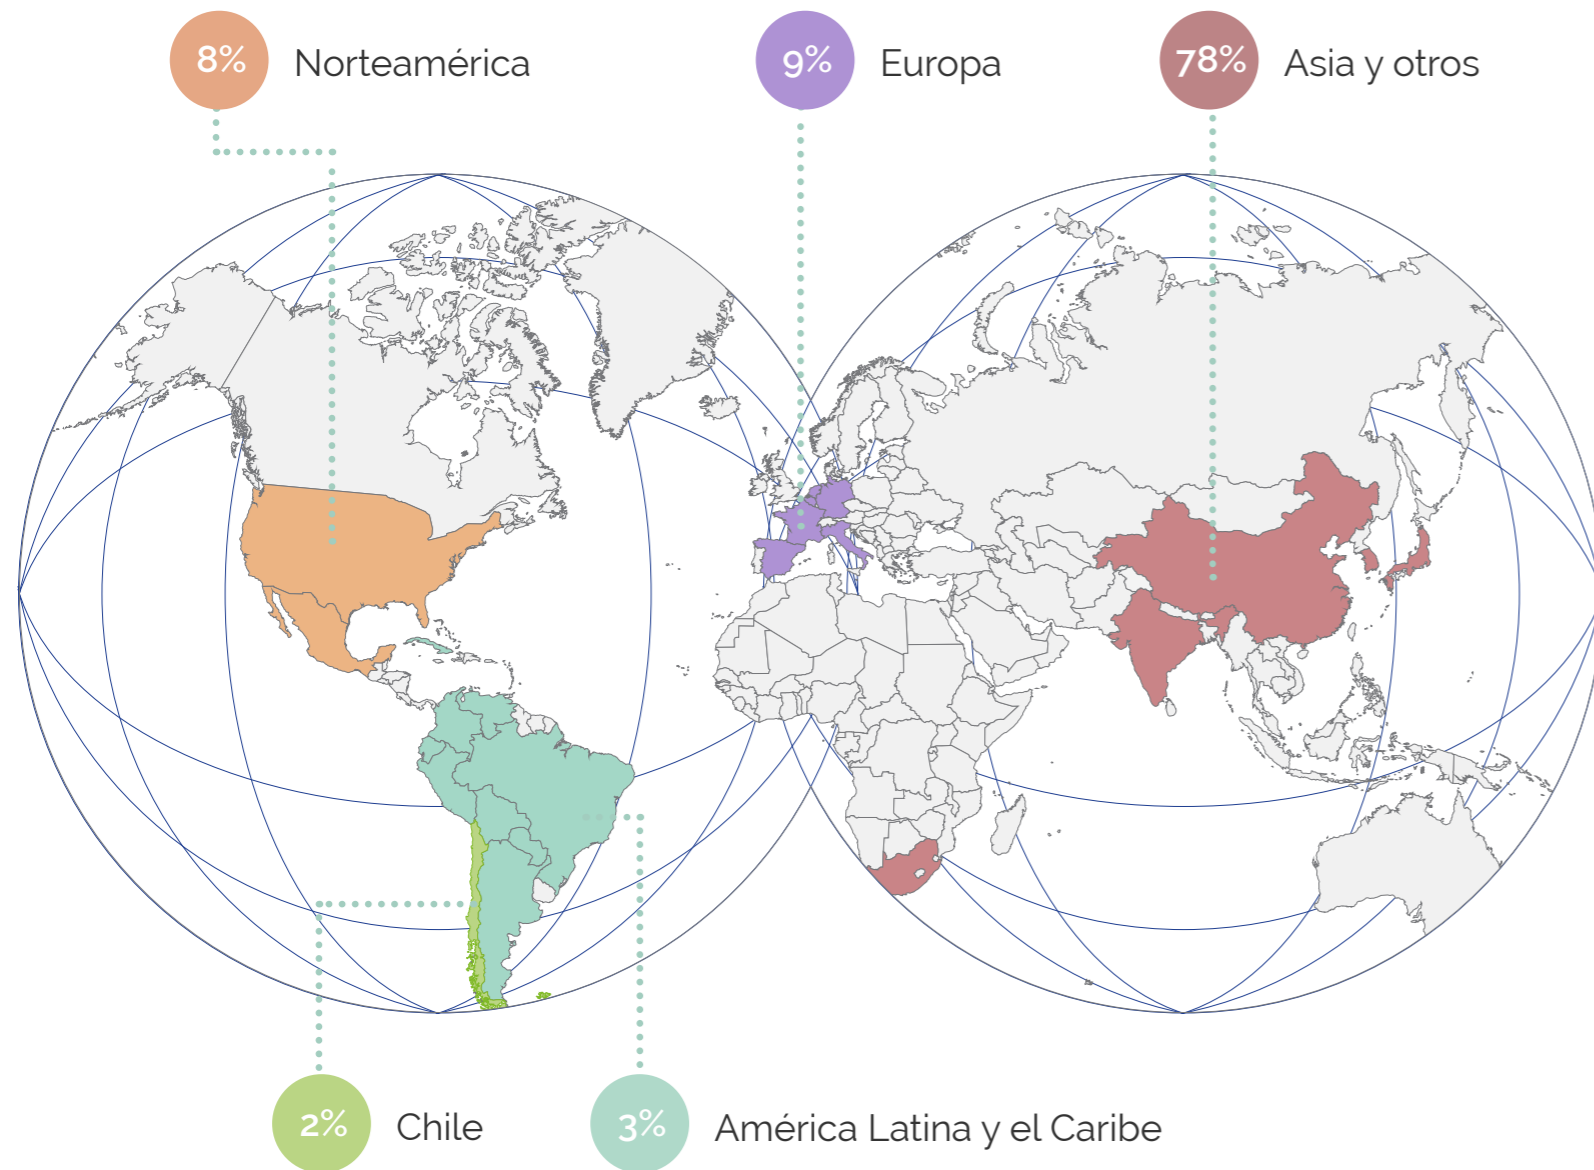 8% Norteamérica
9% Europa
78% Asia y otros
2% Chile
3% América Latina y el Caribe